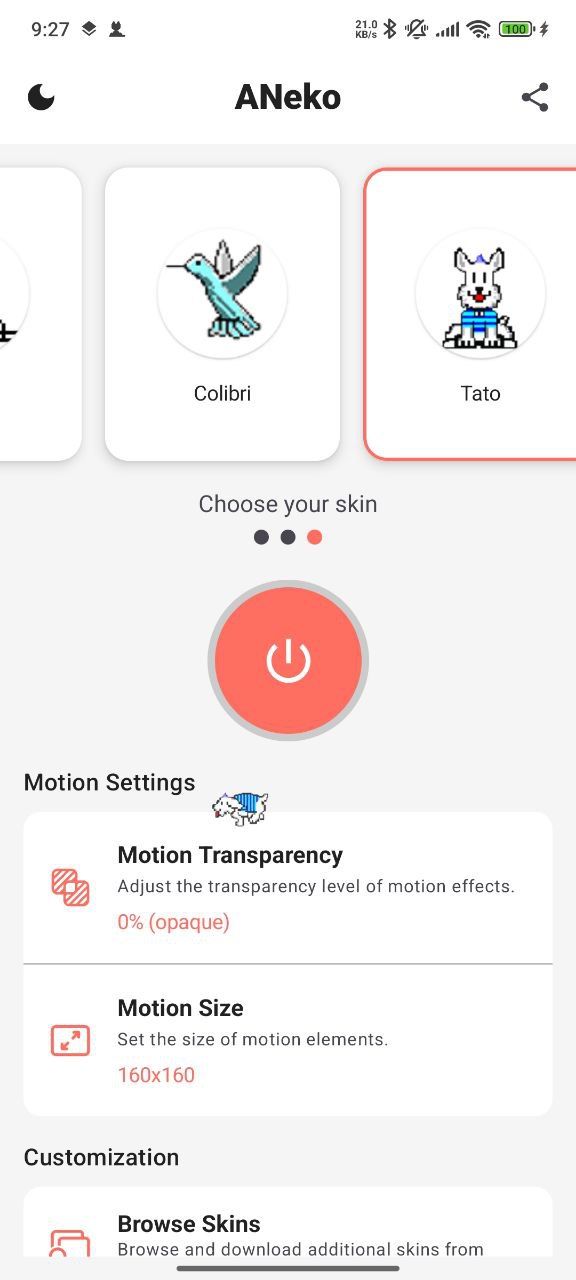 9:27
21.0
KB/s
100
ANeko
Colibri
Tato
Choose your skin
Motion Settings
Motion Transparency
Adjust the transparency level of motion effects.
0% (opaque)
Motion Size
Set the size of motion elements.
160x160
Customization
Browse Skins
Browse and download additional skins from